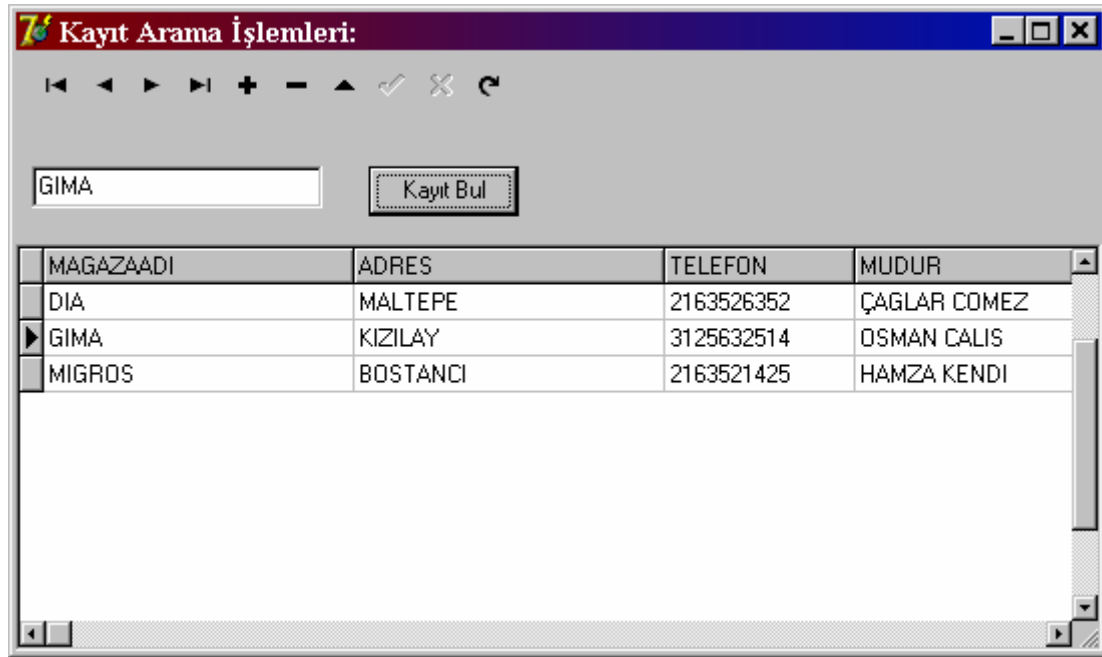 Kayıt Arama İşlemleri:
GIMA
Kayıt Bul
MAGAZAADI ADRES TELEFON MUDUR
DIA MALTEPE 2163526352 ÇAGLAR COMEZ
GIMA KIZILAY 3125632514 OSMAN CALIS
MIGROS BOSTANCI 2163521425 HAMZA KENDI